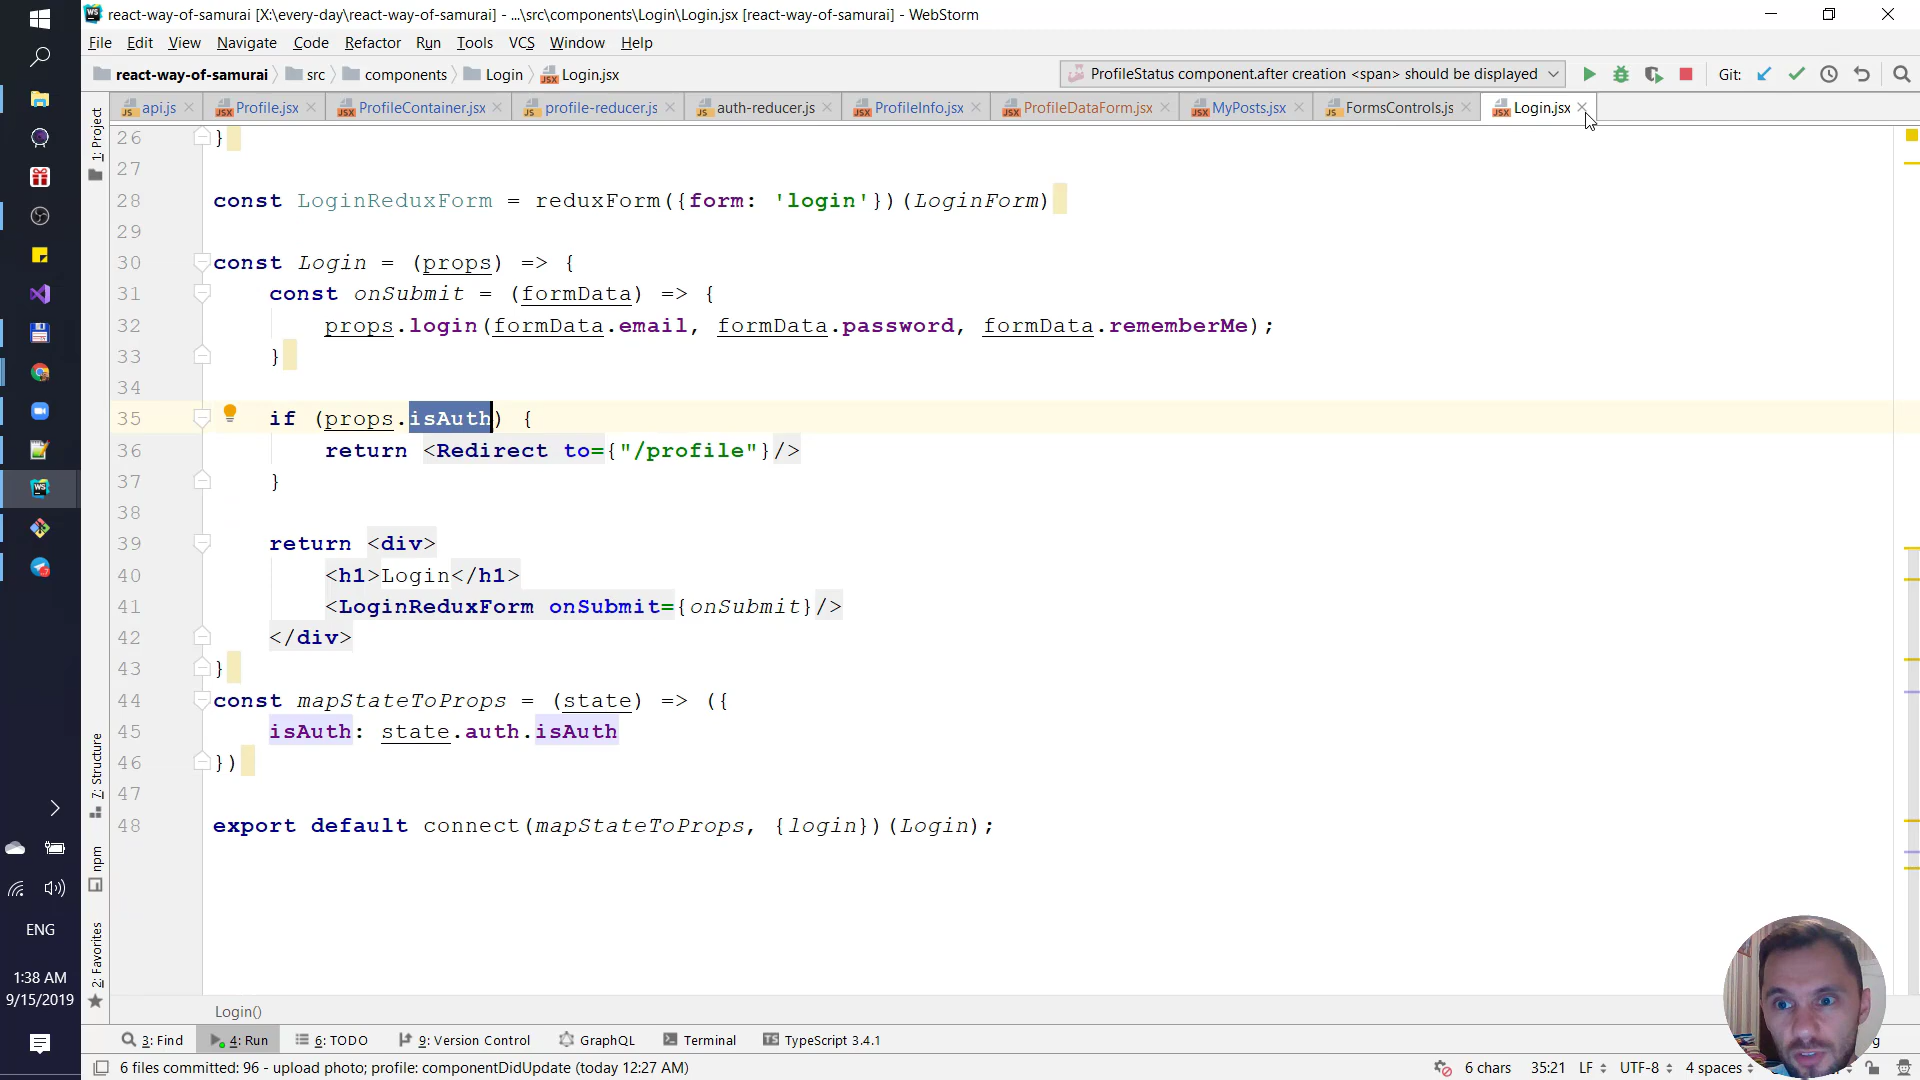 react-way-of-samurai [X:\every-day\react-way-of-samurai] - ...\src\components\Login\Login.jsx [react-way-of-samurai] - WebStorm
File Edit View Navigate Code Refactor Run Tools VCS Window Help
react-way-of-samurai src components Login Login.jsx ProfileStatus component.after creation <span> should be displayed Git:
api.js Profile.jsx ProfileContainer.jsx profile-reducer.js auth-reducer.js ProfileInfo.jsx ProfileDataForm.jsx MyPosts.jsx FormsControls.js Login.jsx
1: Project
26 }
27
28 const LoginReduxForm = reduxForm({form: 'login'})(LoginForm)
29
30 const Login = (props) => {
31 const onSubmit = (formData) => {
32 props.login(formData.email, formData.password, formData.rememberMe);
33 }
34
35 if (props.isAuth) {
36 return <Redirect to={"/profile"}/>
37 }
38
39 return <div>
40 <h1>Login</h1>
41 <LoginReduxForm onSubmit={onSubmit}/>
42 </div>
43 }
44 const mapStateToProps = (state) => ({
45 isAuth: state.auth.isAuth
46 })
47
48 export default connect(mapStateToProps, {login})(Login);
7: Structure
npm
2: Favorites
ENG
1:38 AM
9/15/2019
Login()
3: Find 4: Run 6: TODO 9: Version Control GraphQL Terminal TypeScript 3.4.1
6 files committed: 96 - upload photo; profile: componentDidUpdate (today 12:27 AM) 6 chars 35:21 LF UTF-8 4 spaces